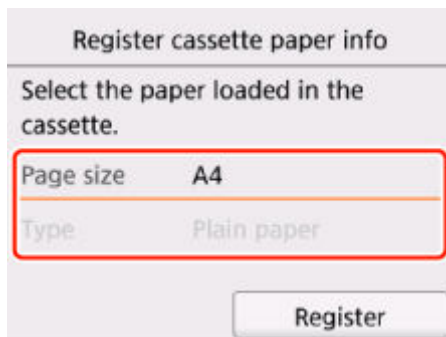 Register cassette paper info
Select the paper loaded in the
cassette.
Page size A4
Type Plain paper
Register